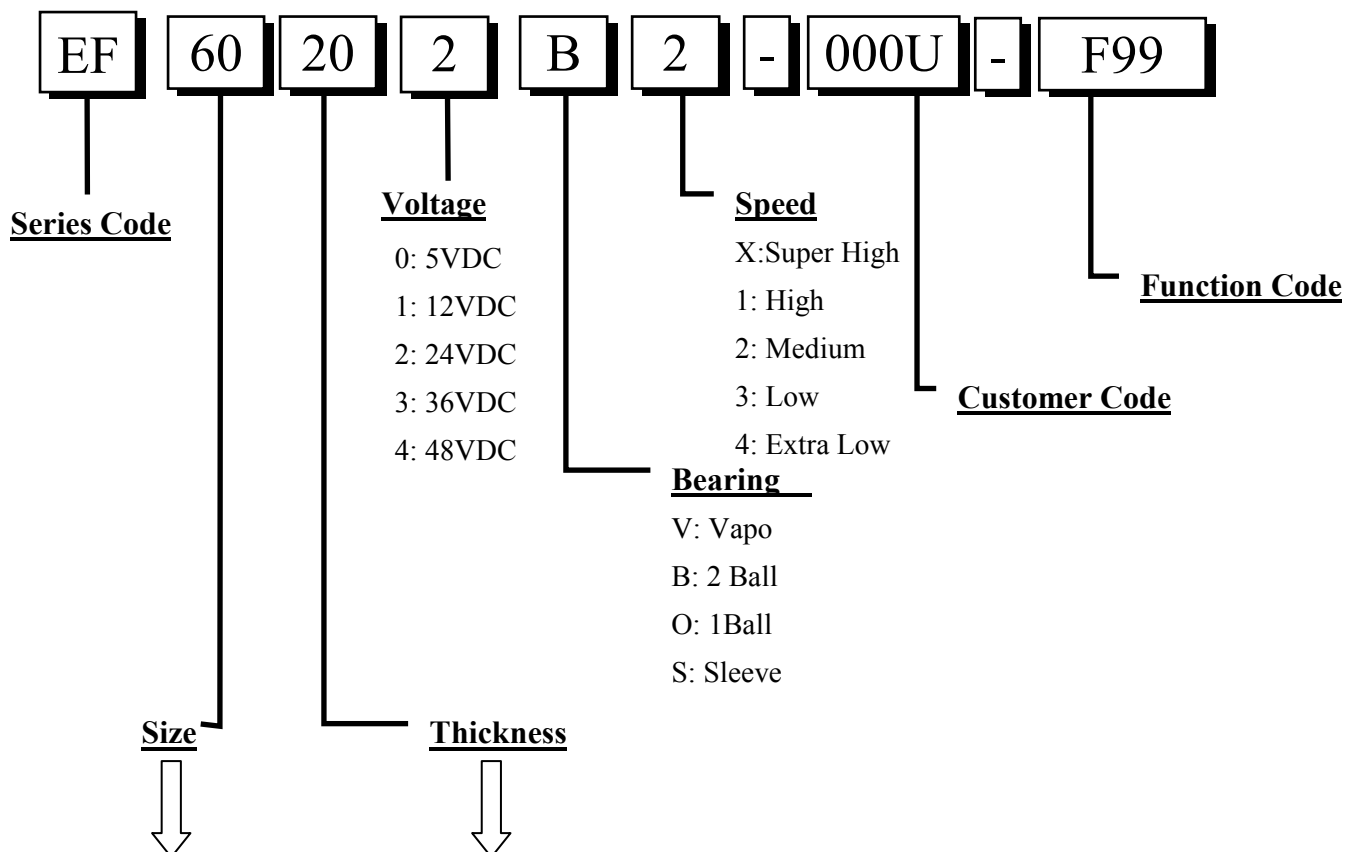 EF 60 20 2 B 2 - 000U - F99
Series Code
Voltage
0: 5VDC
1: 12VDC
2: 24VDC
3: 36VDC
4: 48VDC
Speed
X:Super High
1: High
2: Medium
3: Low
4: Extra Low
Function Code
Customer Code
Bearing
V: Vapo
B: 2 Ball
O: 1Ball
S: Sleeve
Size
Thickness